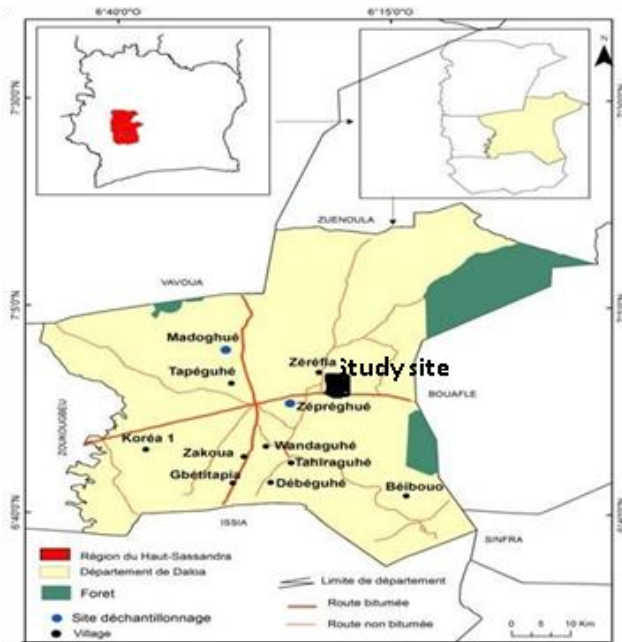 6°40'0"O 6°15'0"O
N
7°30'0"N
ZUENOULA
VAVOUA
7°5'0"N
Madoghué
Tapéguhé
Zéréfla
Study site
BOUAFLE
Zépréghué
ZOUKOUGBEU
Koréa 1
Zakoua
Wandaguhé
Gbétitapia
Tahiraguhé
Débéguhé
Béibouo
6°40'0"N
ISSIA
SINFRA
Région du Haut-Sassandra
Département de Daloa
Foret
Site déchantillonnage
Village
Limite de département
Route bitumée
Route non bitumée
0 5 10 Km